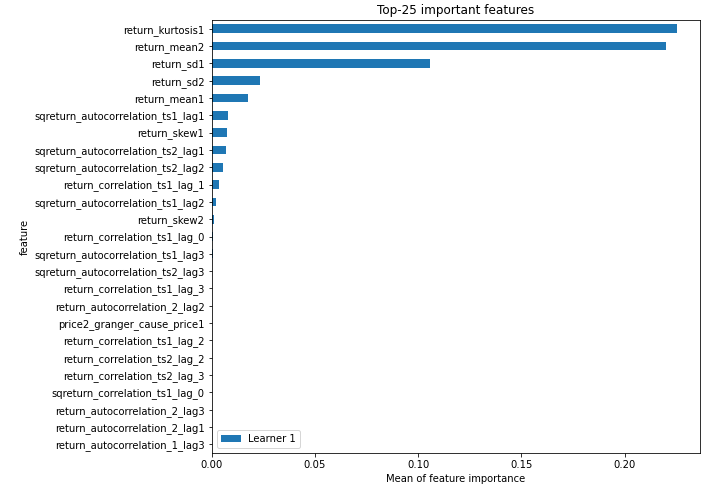 Top-25 important features
return_kurtosis1
return_mean2
return_sd1
return_sd2
return_mean1
sqreturn_autocorrelation_ts1_lag1
return_skew1
sqreturn_autocorrelation_ts2_lag1
sqreturn_autocorrelation_ts2_lag2
return_correlation_ts1_lag_1
sqreturn_autocorrelation_ts1_lag2
return_skew2
return_correlation_ts1_lag_0
sqreturn_autocorrelation_ts1_lag3
sqreturn_autocorrelation_ts2_lag3
return_correlation_ts1_lag_3
return_autocorrelation_2_lag2
price2_granger_cause_price1
return_correlation_ts1_lag_2
return_correlation_ts2_lag_2
return_correlation_ts2_lag_3
sqreturn_correlation_ts1_lag_0
return_autocorrelation_2_lag3
return_autocorrelation_2_lag1
return_autocorrelation_1_lag3
feature
Learner 1
0.00 0.05 0.10 0.15 0.20
Mean of feature importance